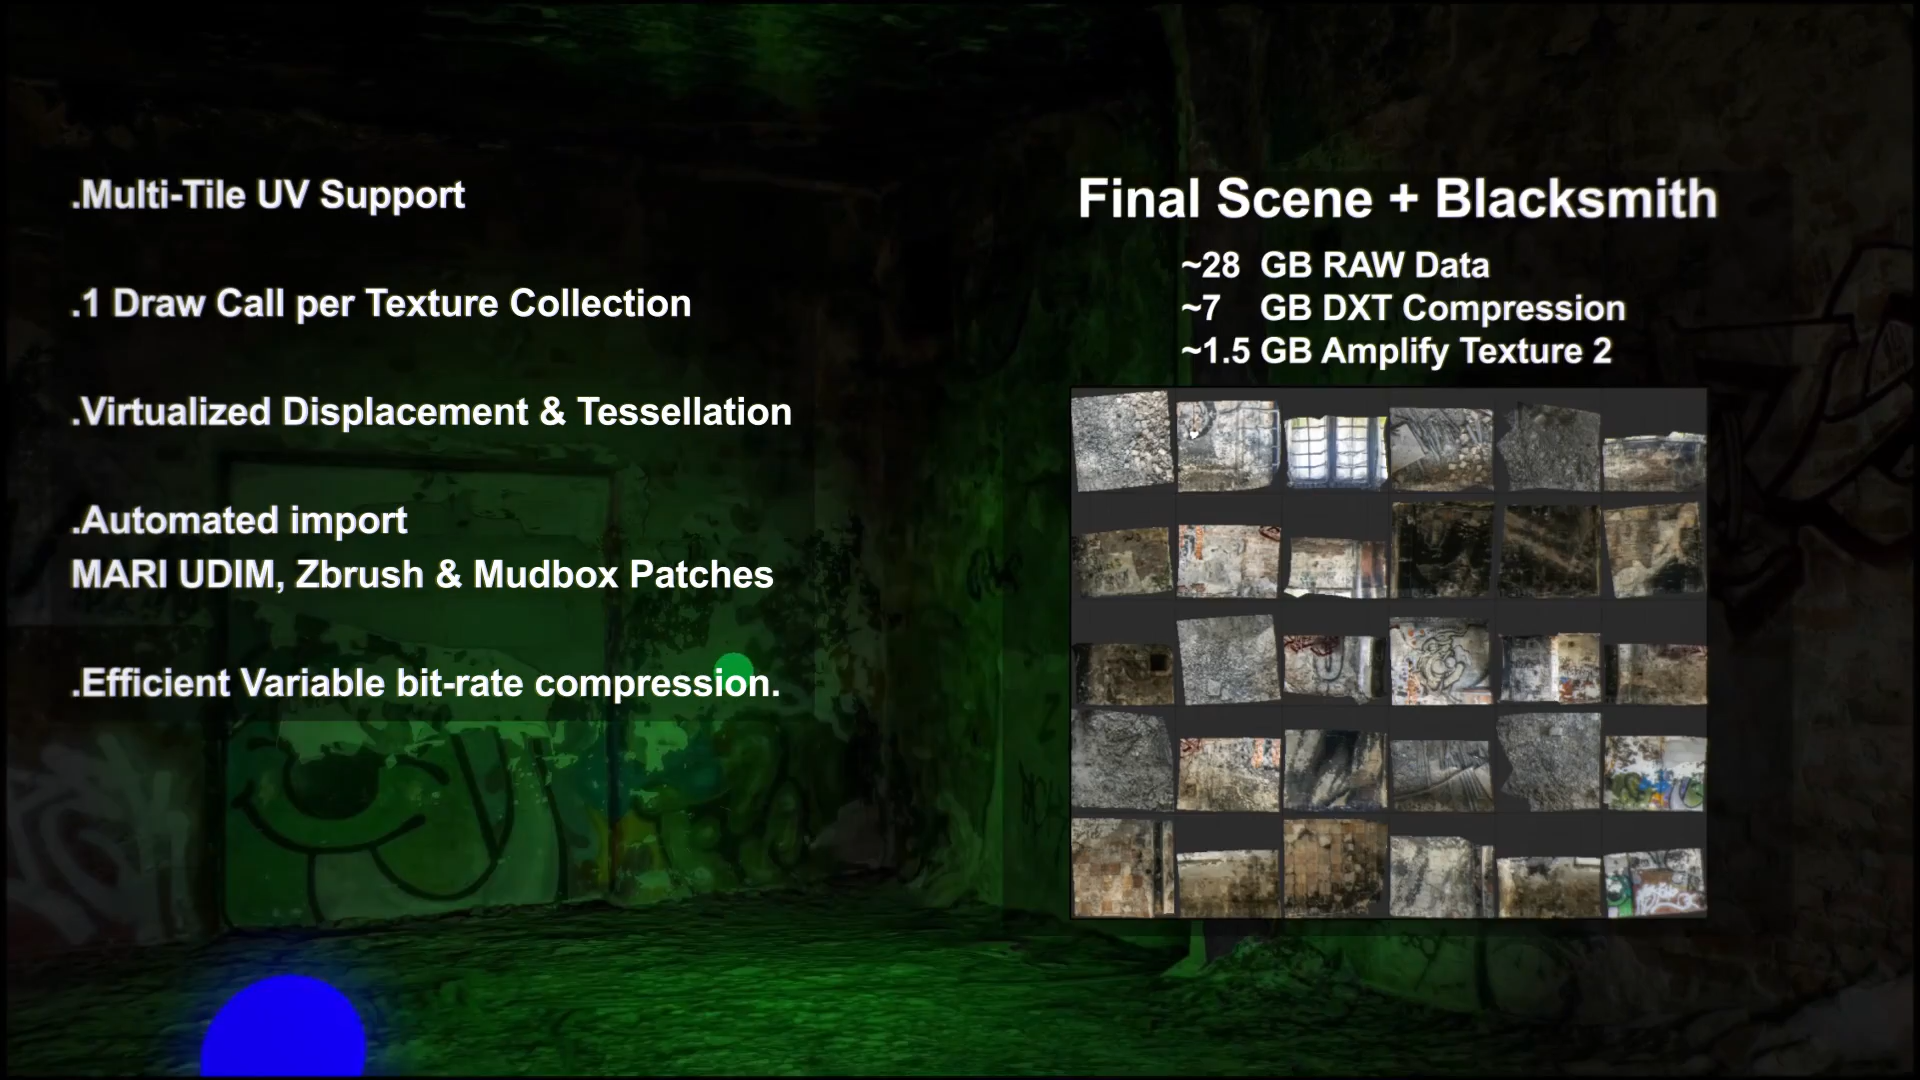 .Multi-Tile UV Support
.1 Draw Call per Texture Collection
.Virtualized Displacement & Tessellation
.Automated import
MARI UDIM, Zbrush & Mudbox Patches
.Efficient Variable bit-rate compression.
Final Scene + Blacksmith
~28 GB RAW Data
~7 GB DXT Compression
~1.5 GB Amplify Texture 2